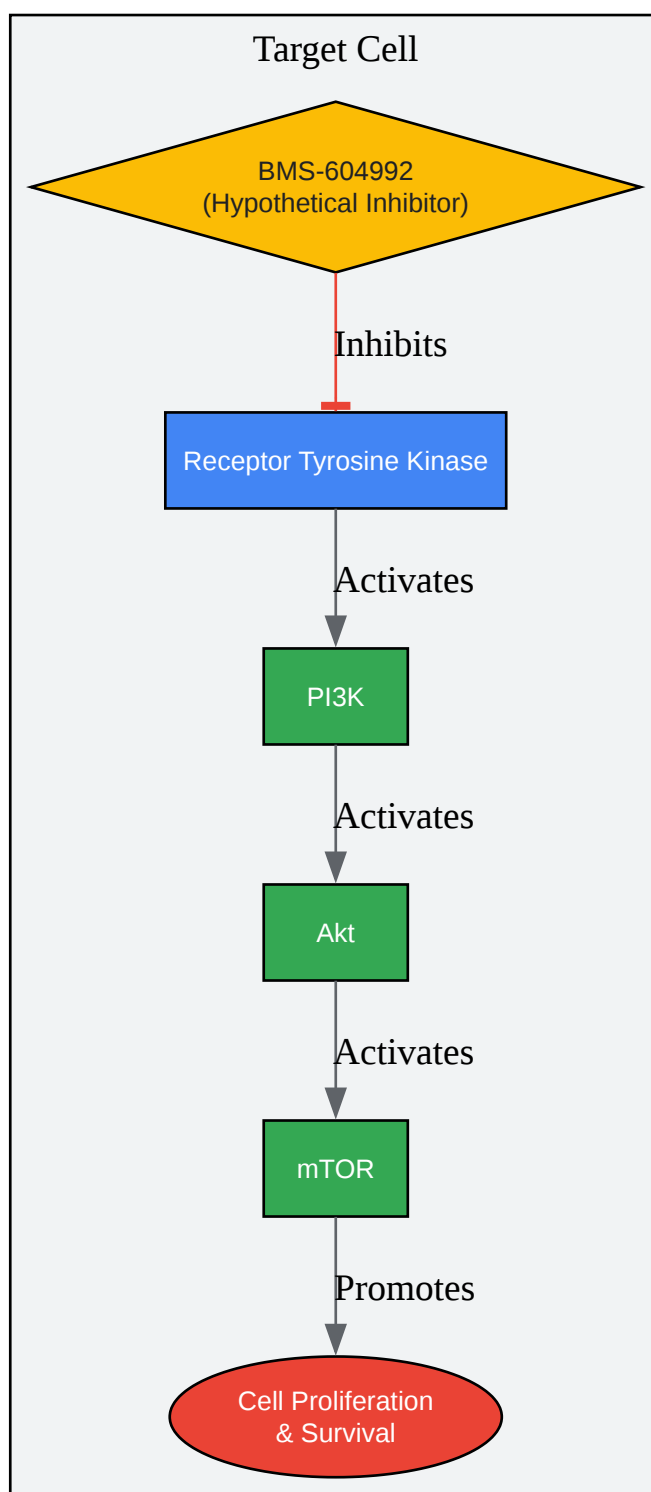 Target Cell
BMS-604992
(Hypothetical Inhibitor)
Inhibits
Receptor Tyrosine Kinase
Activates
PI3K
Activates
Akt
Activates
mTOR
Promotes
Cell Proliferation
& Survival